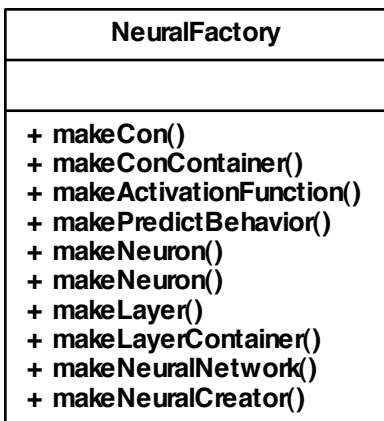 NeuralFactory
+ makeCon()
+ makeConContainer()
+ makeActivationFunction()
+ makePredictBehavior()
+ makeNeuron()
+ makeNeuron()
+ makeLayer()
+ makeLayerContainer()
+ makeNeuralNetwork()
+ makeNeuralCreator()